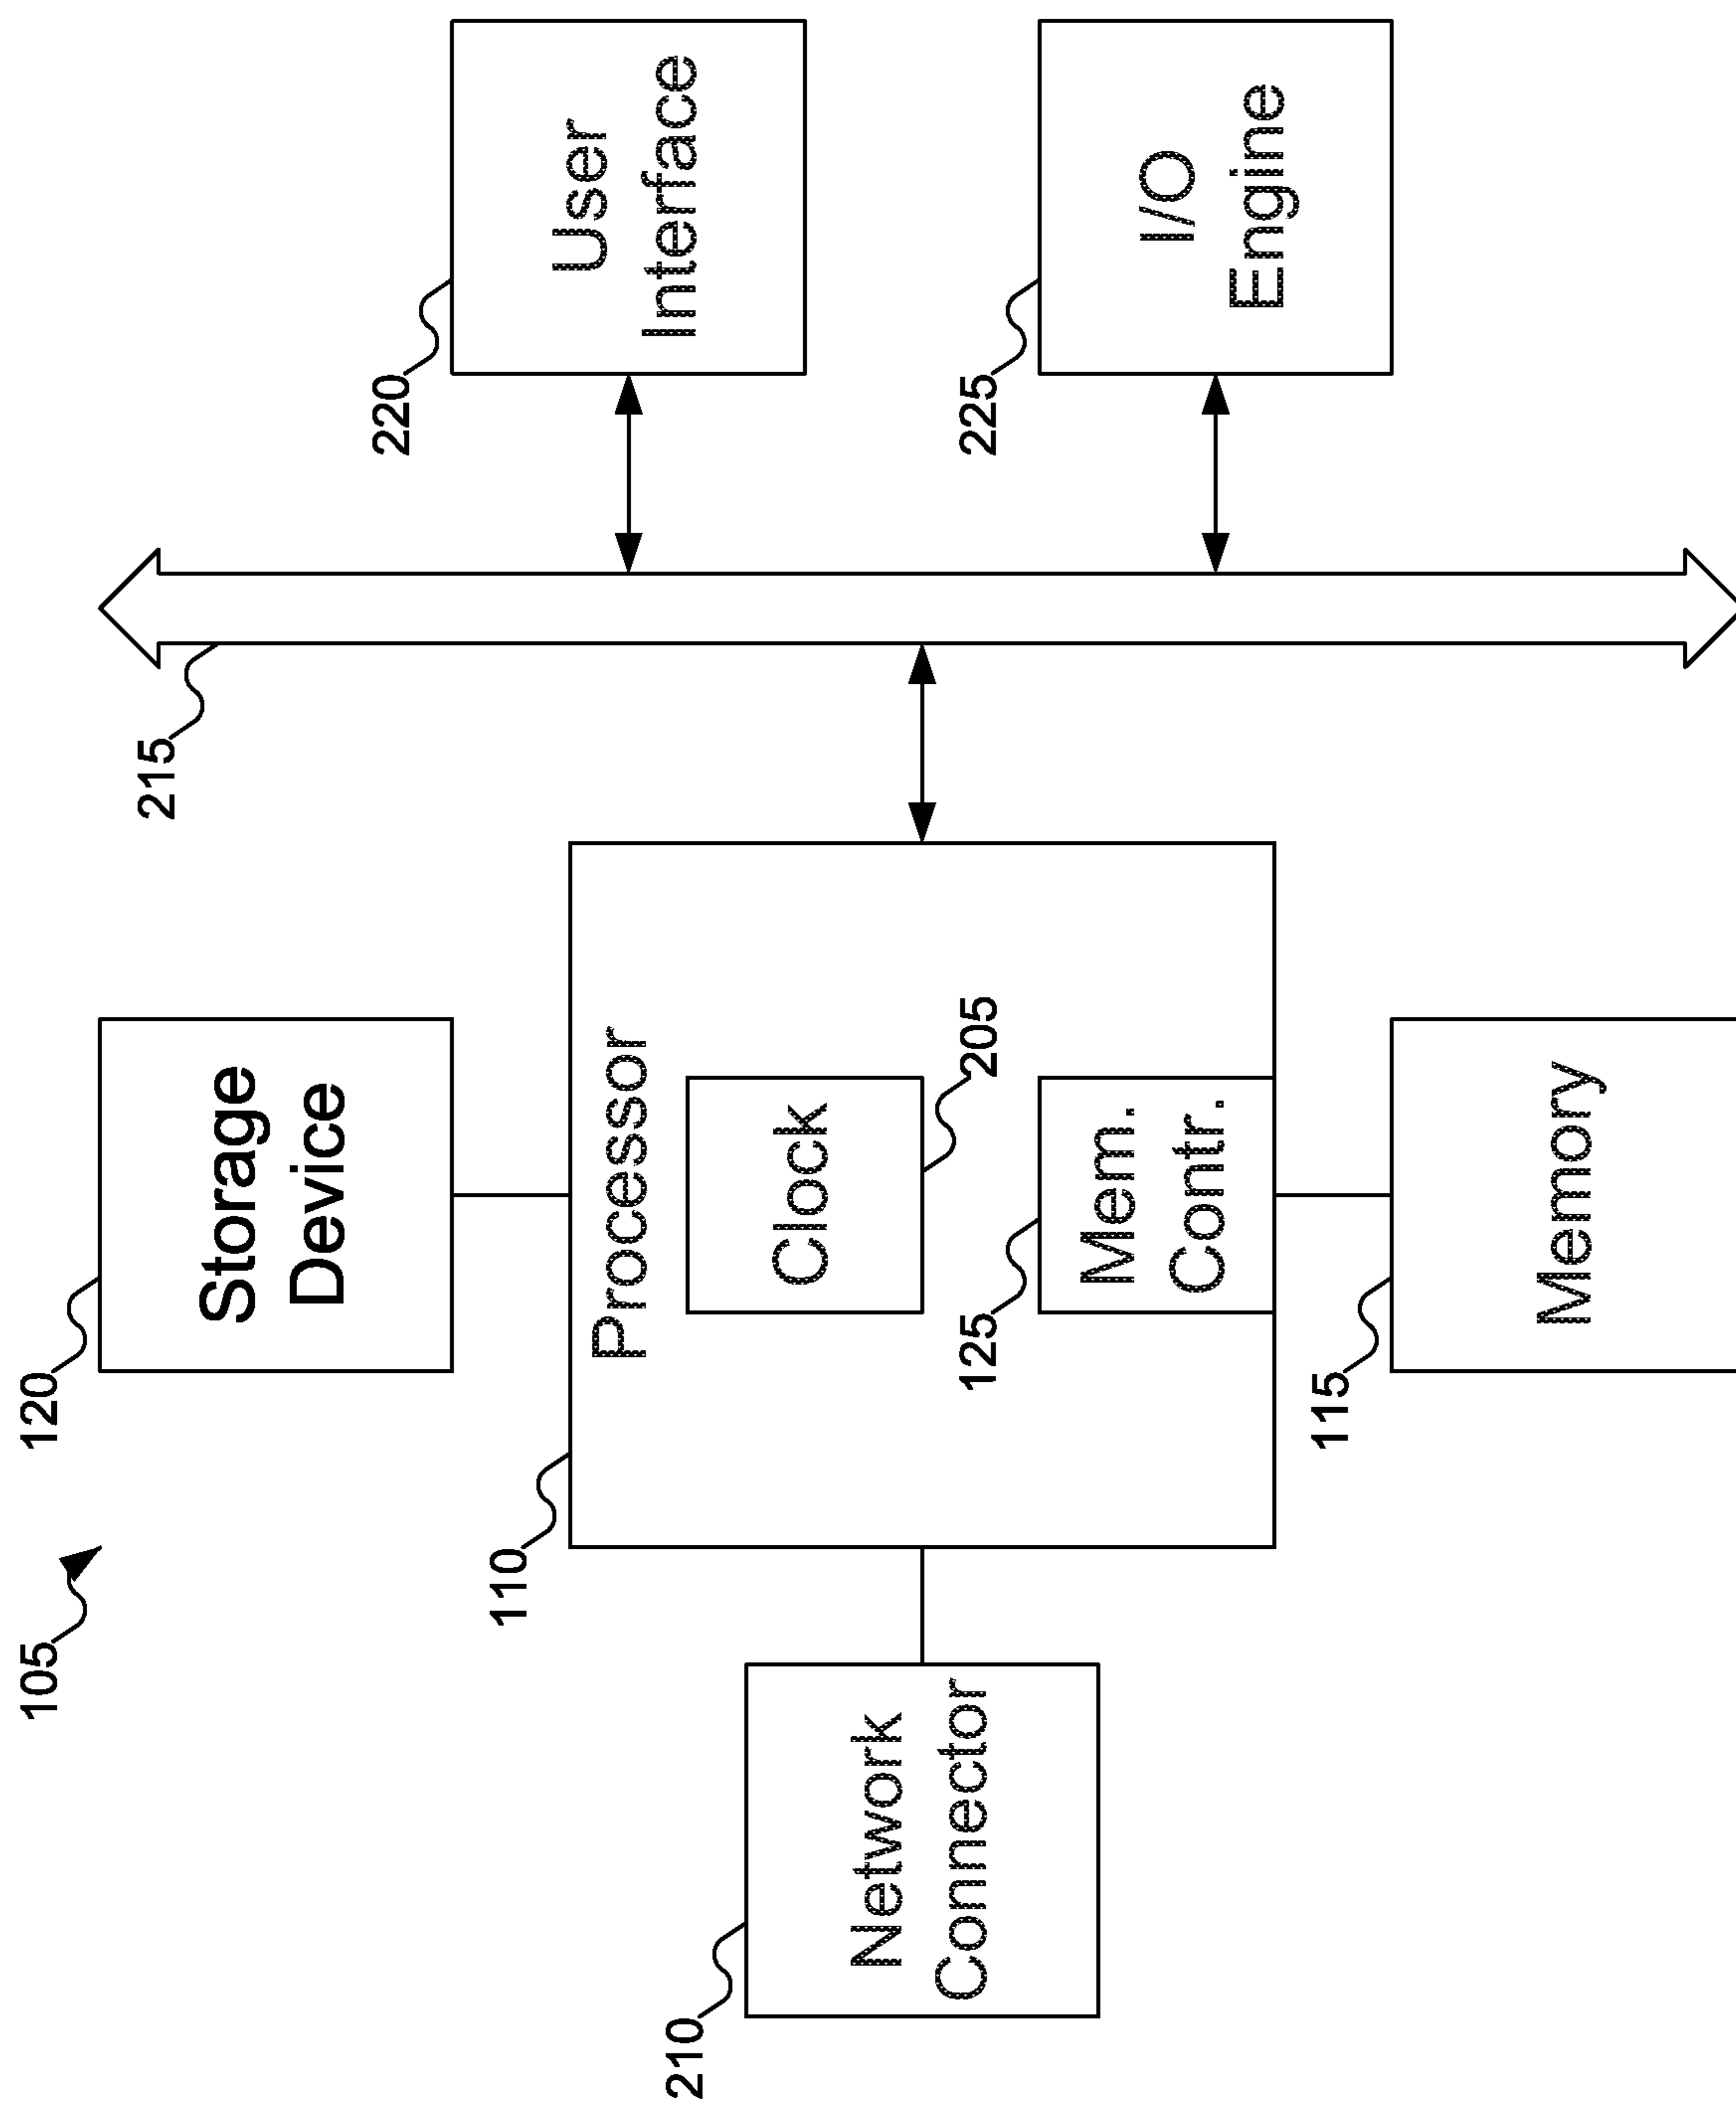 105
120
Storage
Device
215
220
User
Interface
110
Processor
Clock
205
210
Network
Connector
125
Mem.
Contr.
225
I/O
Engine
115
Memory